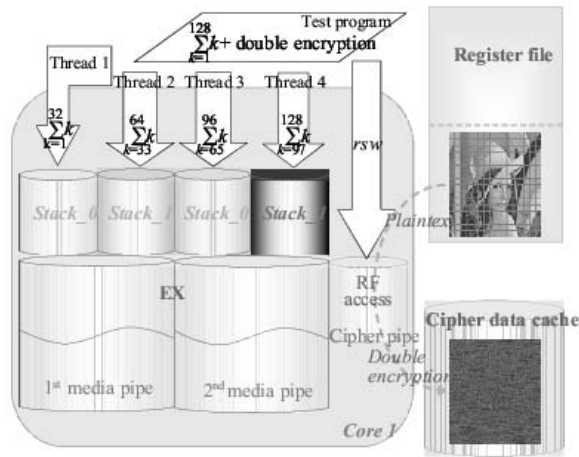 Test program
128
∑k+ double encryption
k=1
Thread 1
Thread 2
Thread 3
Thread 4
32
∑k
k=1
64
∑k
k=33
96
∑k
k=65
128
∑k
k=97
rsw
Stack_0
Stack_1
Stack_0
Stack_1
EX
RF
access
Cipher pipe
1st media pipe
2nd media pipe
Core 1
Register file
Plaintex
Cipher data cache
Double
encryption